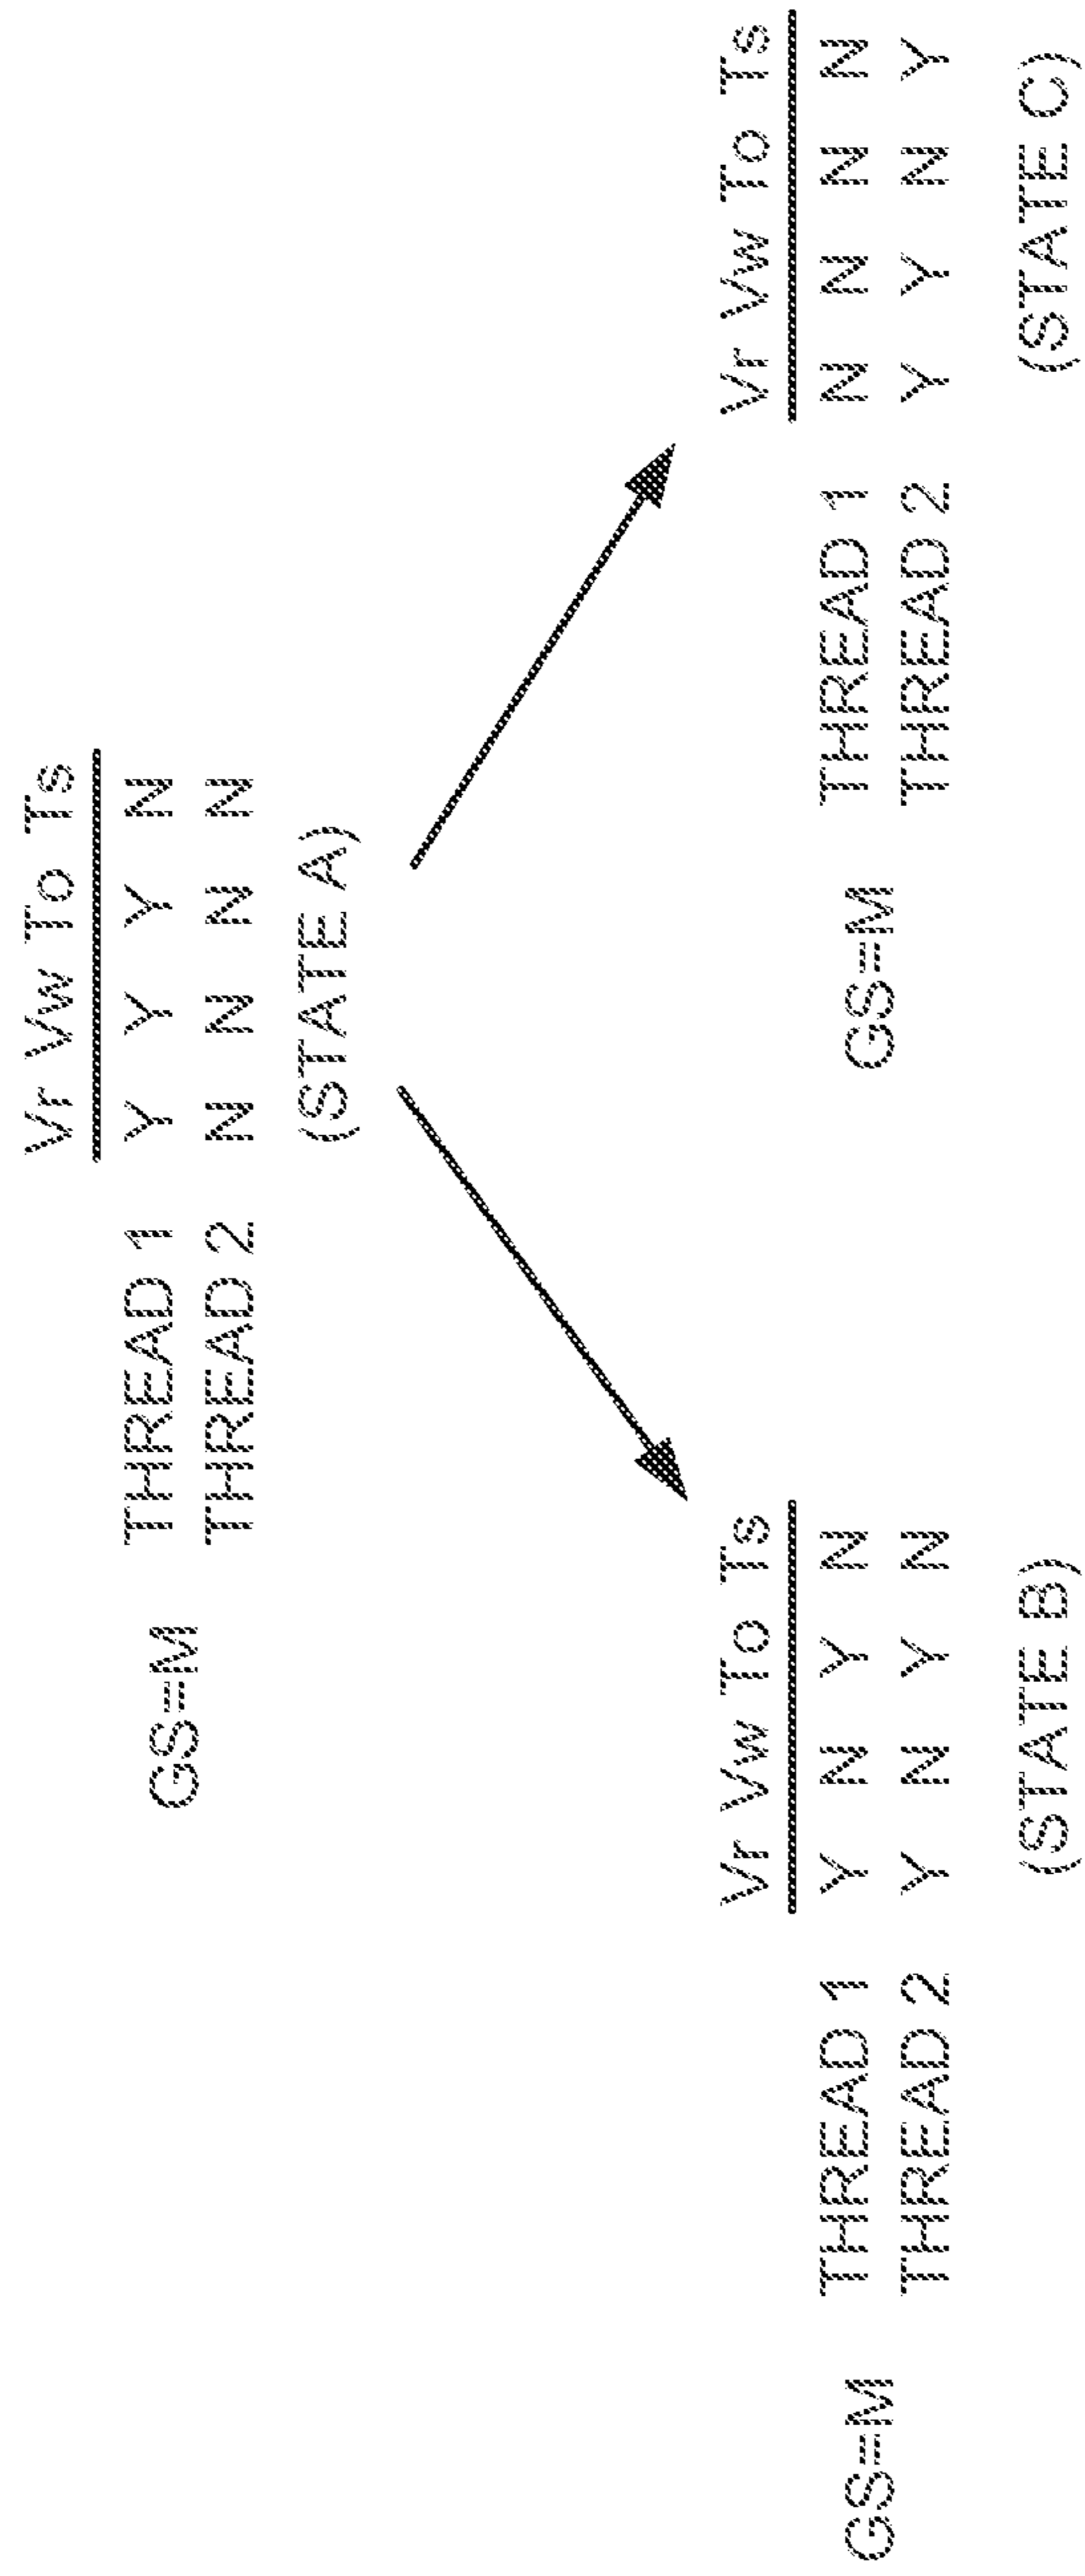 Vr Vw To Ts
GS=M THREAD 1 Y Y Y N
THREAD 2 N N N N
(STATE A)
Vr Vw To Ts
GS=M THREAD 1 Y N Y N
THREAD 2 Y N Y N
(STATE B)
Vr Vw To Ts
GS=M THREAD 1 N N N N
THREAD 2 Y Y N Y
(STATE C)